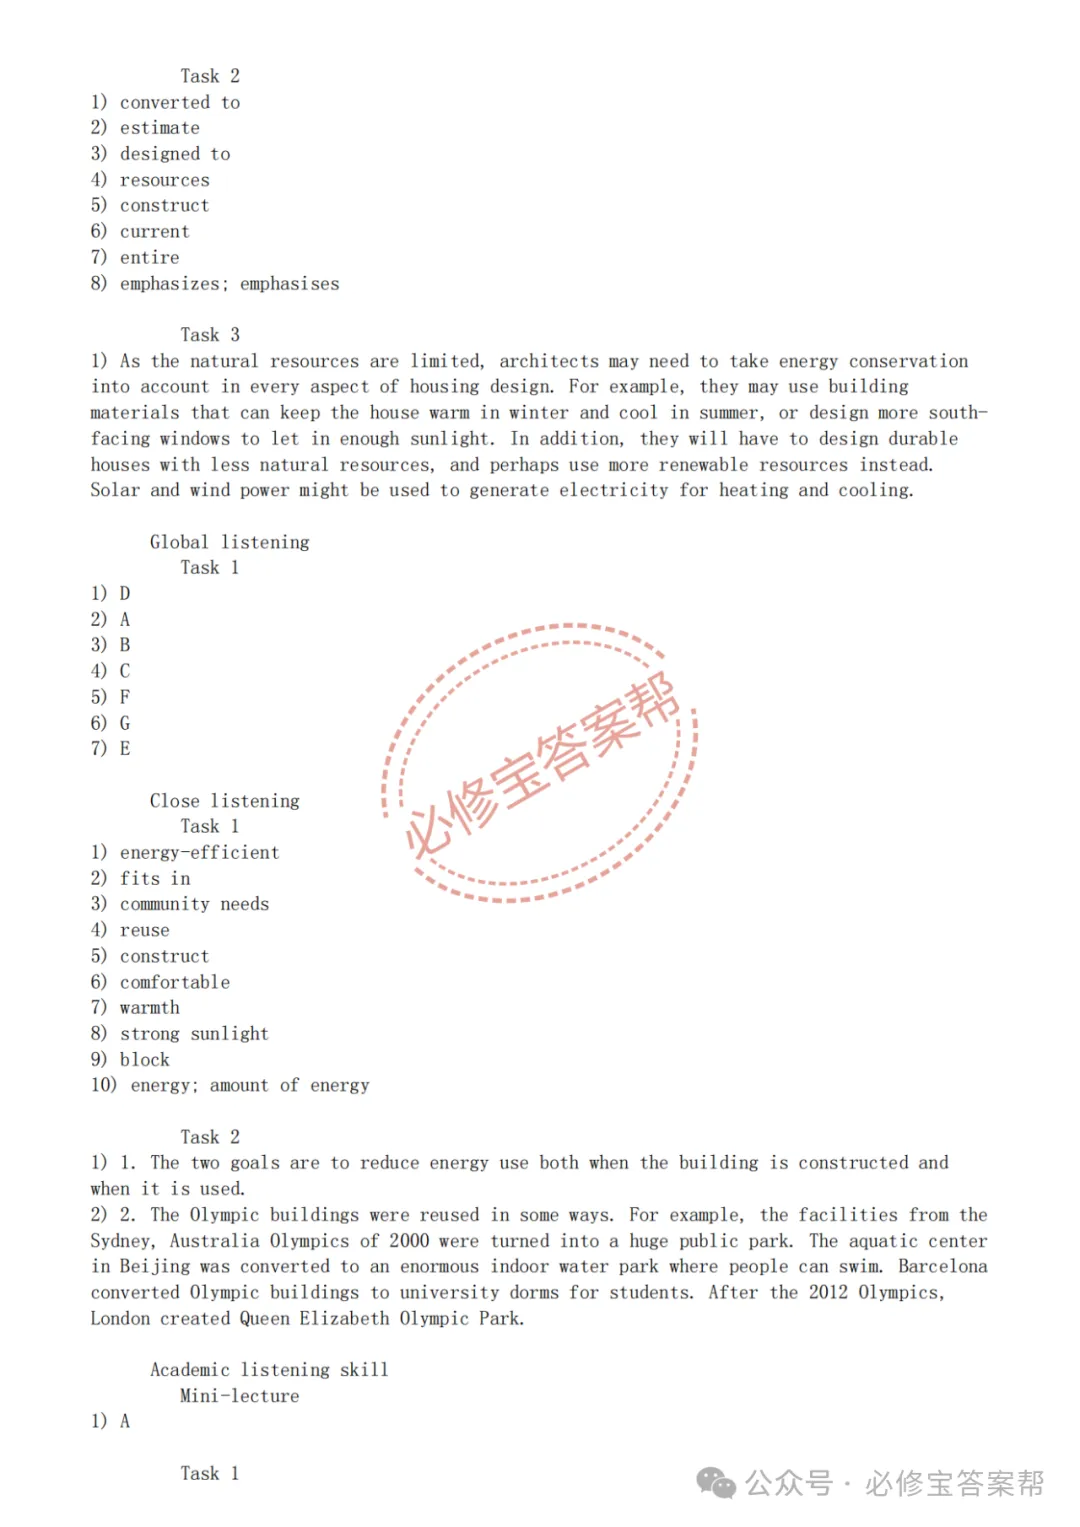 Task 2
1) converted to
2) estimate
3) designed to
4) resources
5) construct
6) current
7) entire
8) emphasizes; emphasises
Task 3
1) As the natural resources are limited, architects may need to take energy conservation
into account in every aspect of housing design. For example, they may use building
materials that can keep the house warm in winter and cool in summer, or design more south-
facing windows to let in enough sunlight. In addition, they will have to design durable
houses with less natural resources, and perhaps use more renewable resources instead.
Solar and wind power might be used to generate electricity for heating and cooling.
Global listening
Task 1
1) D
2) A
3) B
4) C
5) F
6) G
7) E
必修宝答案帮
Close listening
Task 1
1) energy-efficient
2) fits in
3) community needs
4) reuse
5) construct
6) comfortable
7) warmth
8) strong sunlight
9) block
10) energy; amount of energy
Task 2
1) 1. The two goals are to reduce energy use both when the building is constructed and
when it is used.
2) 2. The Olympic buildings were reused in some ways. For example, the facilities from the
Sydney, Australia Olympics of 2000 were turned into a huge public park. The aquatic center
in Beijing was converted to an enormous indoor water park where people can swim. Barcelona
converted Olympic buildings to university dorms for students. After the 2012 Olympics,
London created Queen Elizabeth Olympic Park.
Academic listening skill
Mini-lecture
1) A
Task 1
公众号·必修宝答案帮